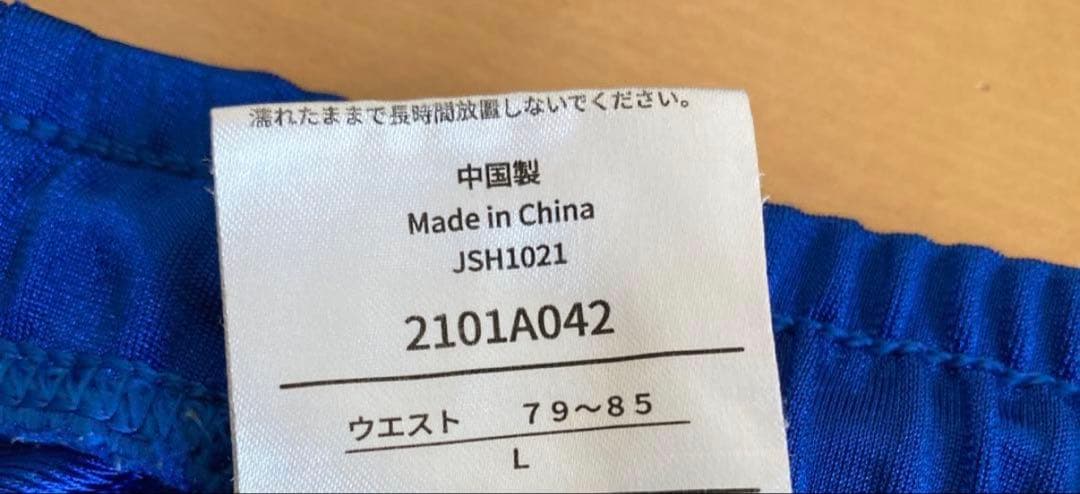 濡れたままで長時間放置しないでください。
中国製
Made in China
JSH1021
2101A042
ウエスト　７９～８５
L